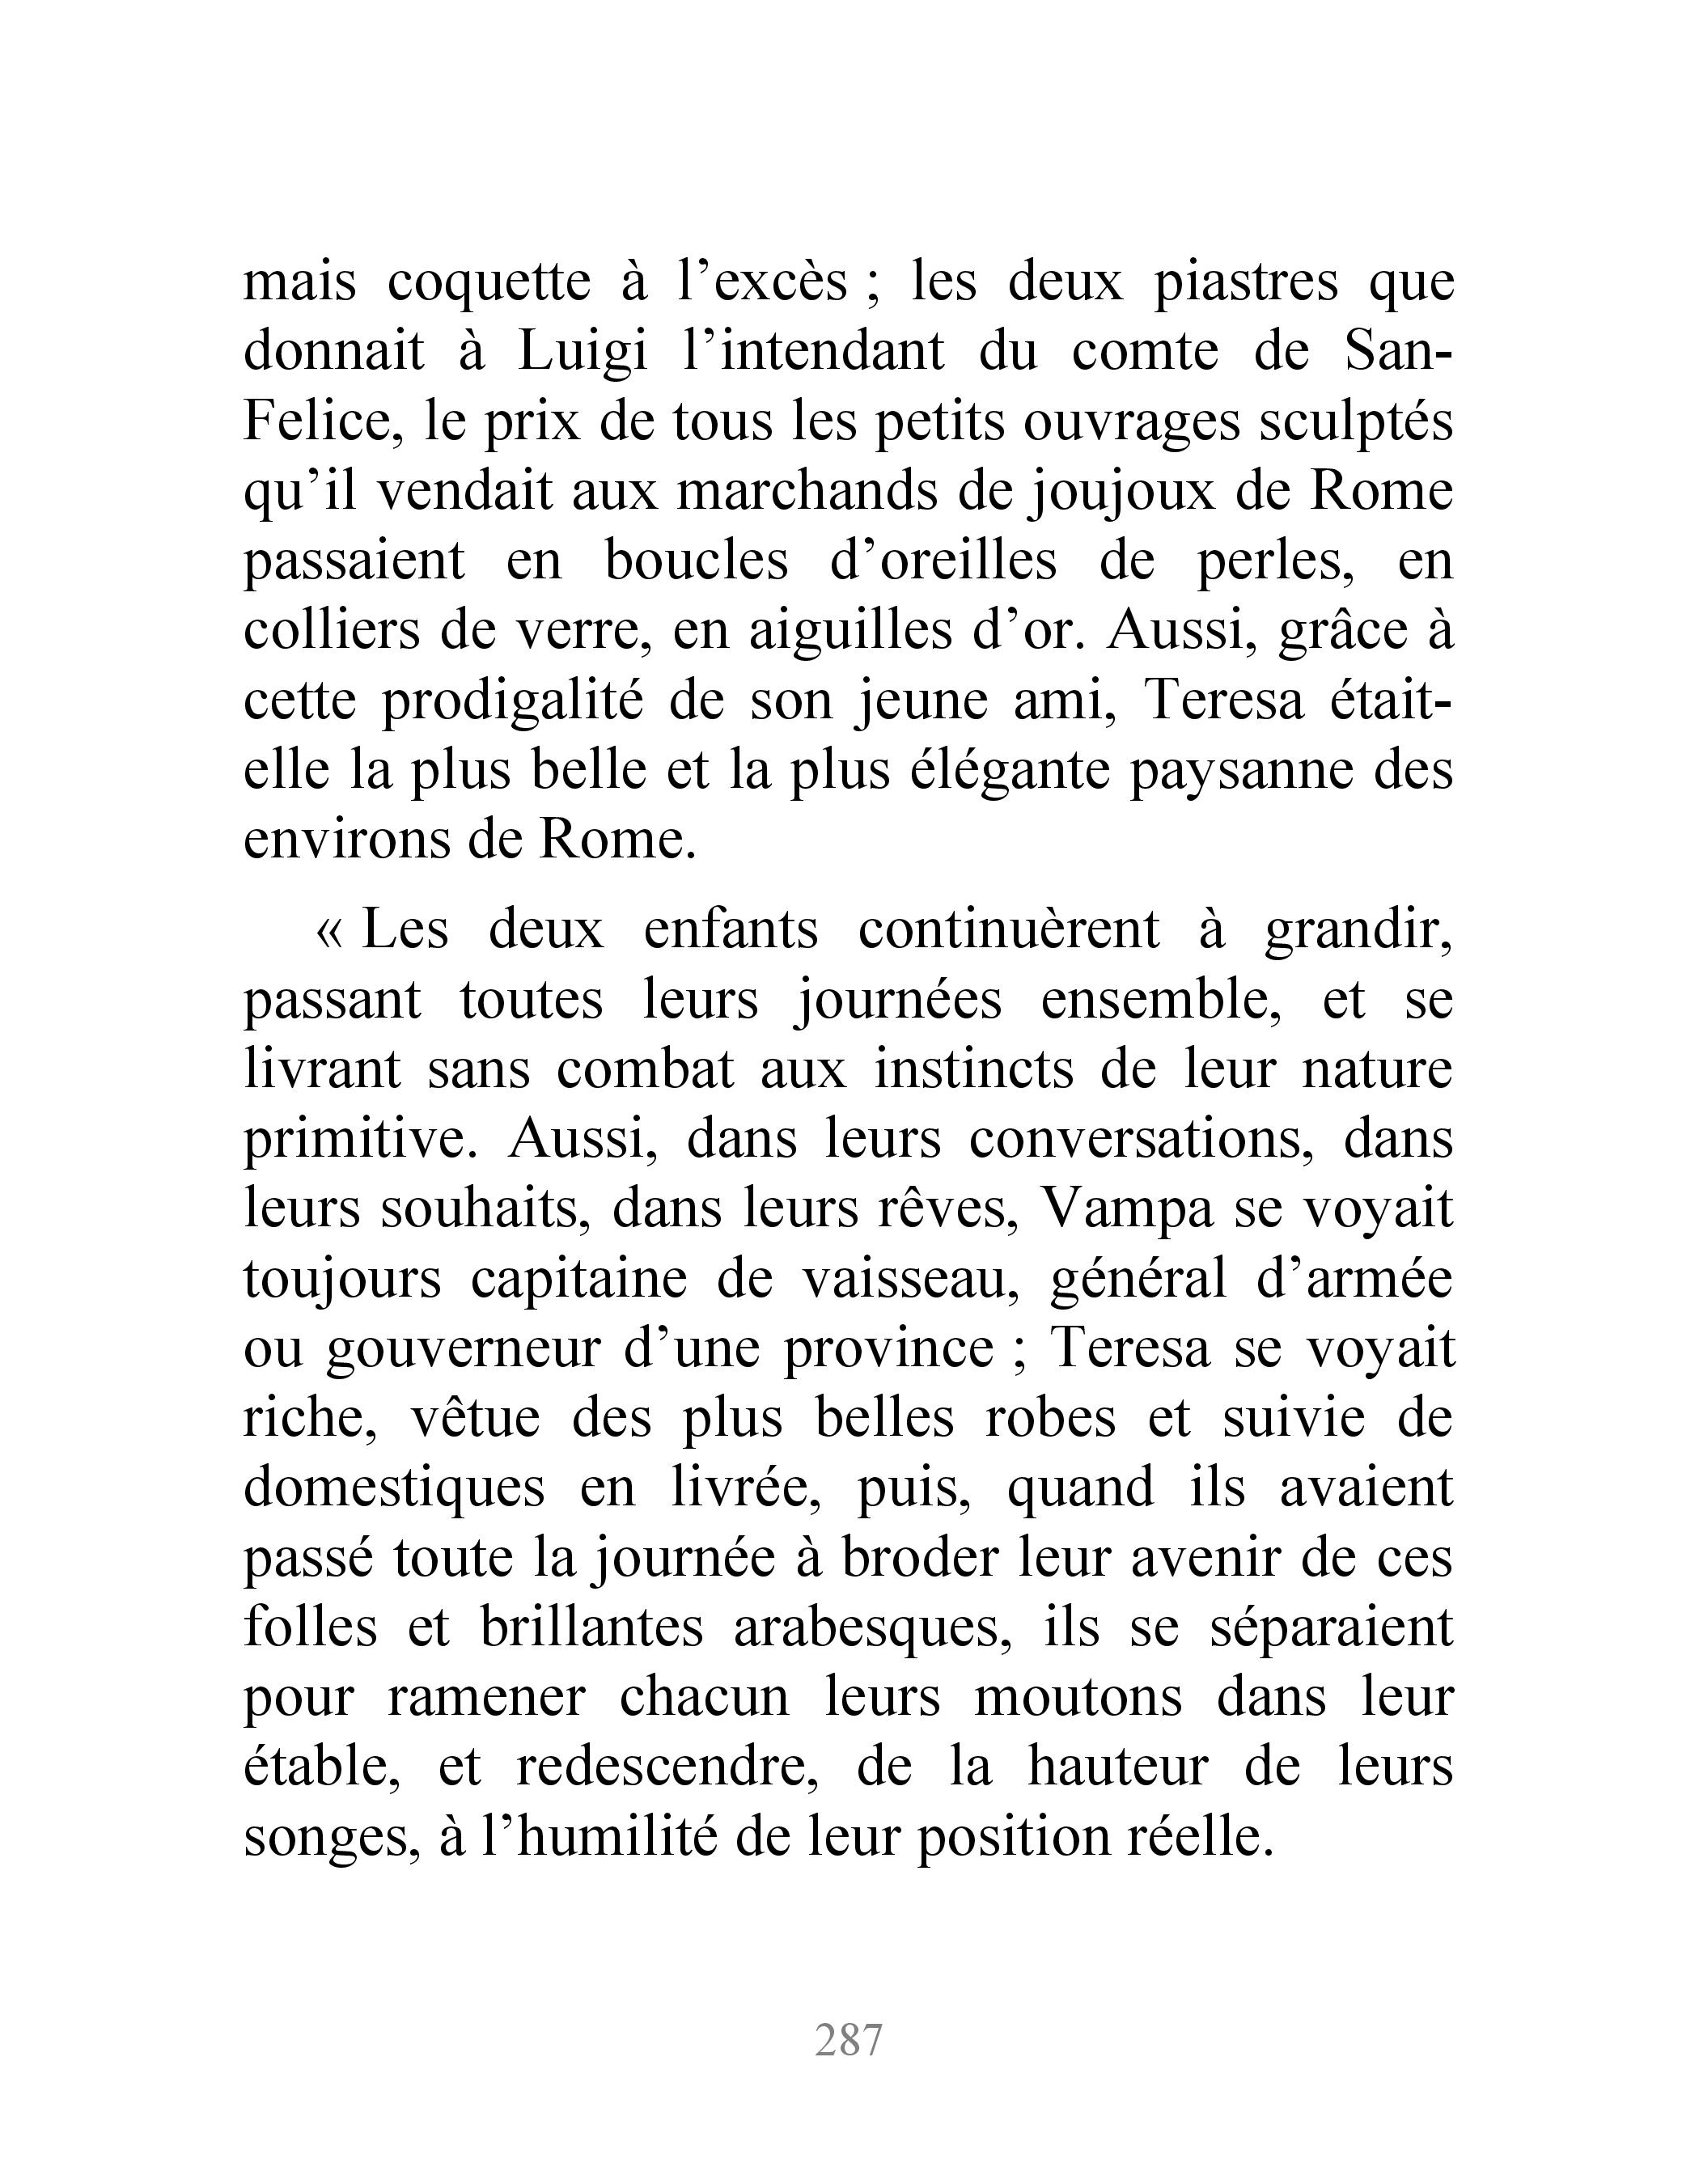 mais coquette à l’excès ; les deux piastres que
donnait à Luigi l’intendant du comte de San-
Felice, le prix de tous les petits ouvrages sculptés
qu’il vendait aux marchands de joujoux de Rome
passaient en boucles d’oreilles de perles, en
colliers de verre, en aiguilles d’or. Aussi, grâce à
cette prodigalité de son jeune ami, Teresa était-
elle la plus belle et la plus élégante paysanne des
environs de Rome.
« Les deux enfants continuèrent à grandir,
passant toutes leurs journées ensemble, et se
livrant sans combat aux instincts de leur nature
primitive. Aussi, dans leurs conversations, dans
leurs souhaits, dans leurs rêves, Vampa se voyait
toujours capitaine de vaisseau, général d’armée
ou gouverneur d’une province ; Teresa se voyait
riche, vêtue des plus belles robes et suivie de
domestiques en livrée, puis, quand ils avaient
passé toute la journée à broder leur avenir de ces
folles et brillantes arabesques, ils se séparaient
pour ramener chacun leurs moutons dans leur
étable, et redescendre, de la hauteur de leurs
songes, à l’humilité de leur position réelle.
287